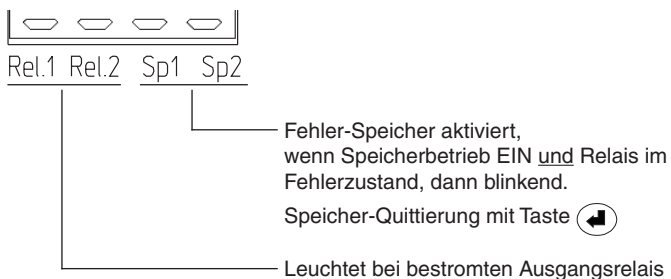 Rel.1 Rel.2 Sp1 Sp2
Fehler-Speicher aktiviert,
wenn Speicherbetrieb EIN und Relais im
Fehlerzustand, dann blinkend.
Speicher-Quittierung mit Taste
Leuchtet bei bestromten Ausgangsrelais